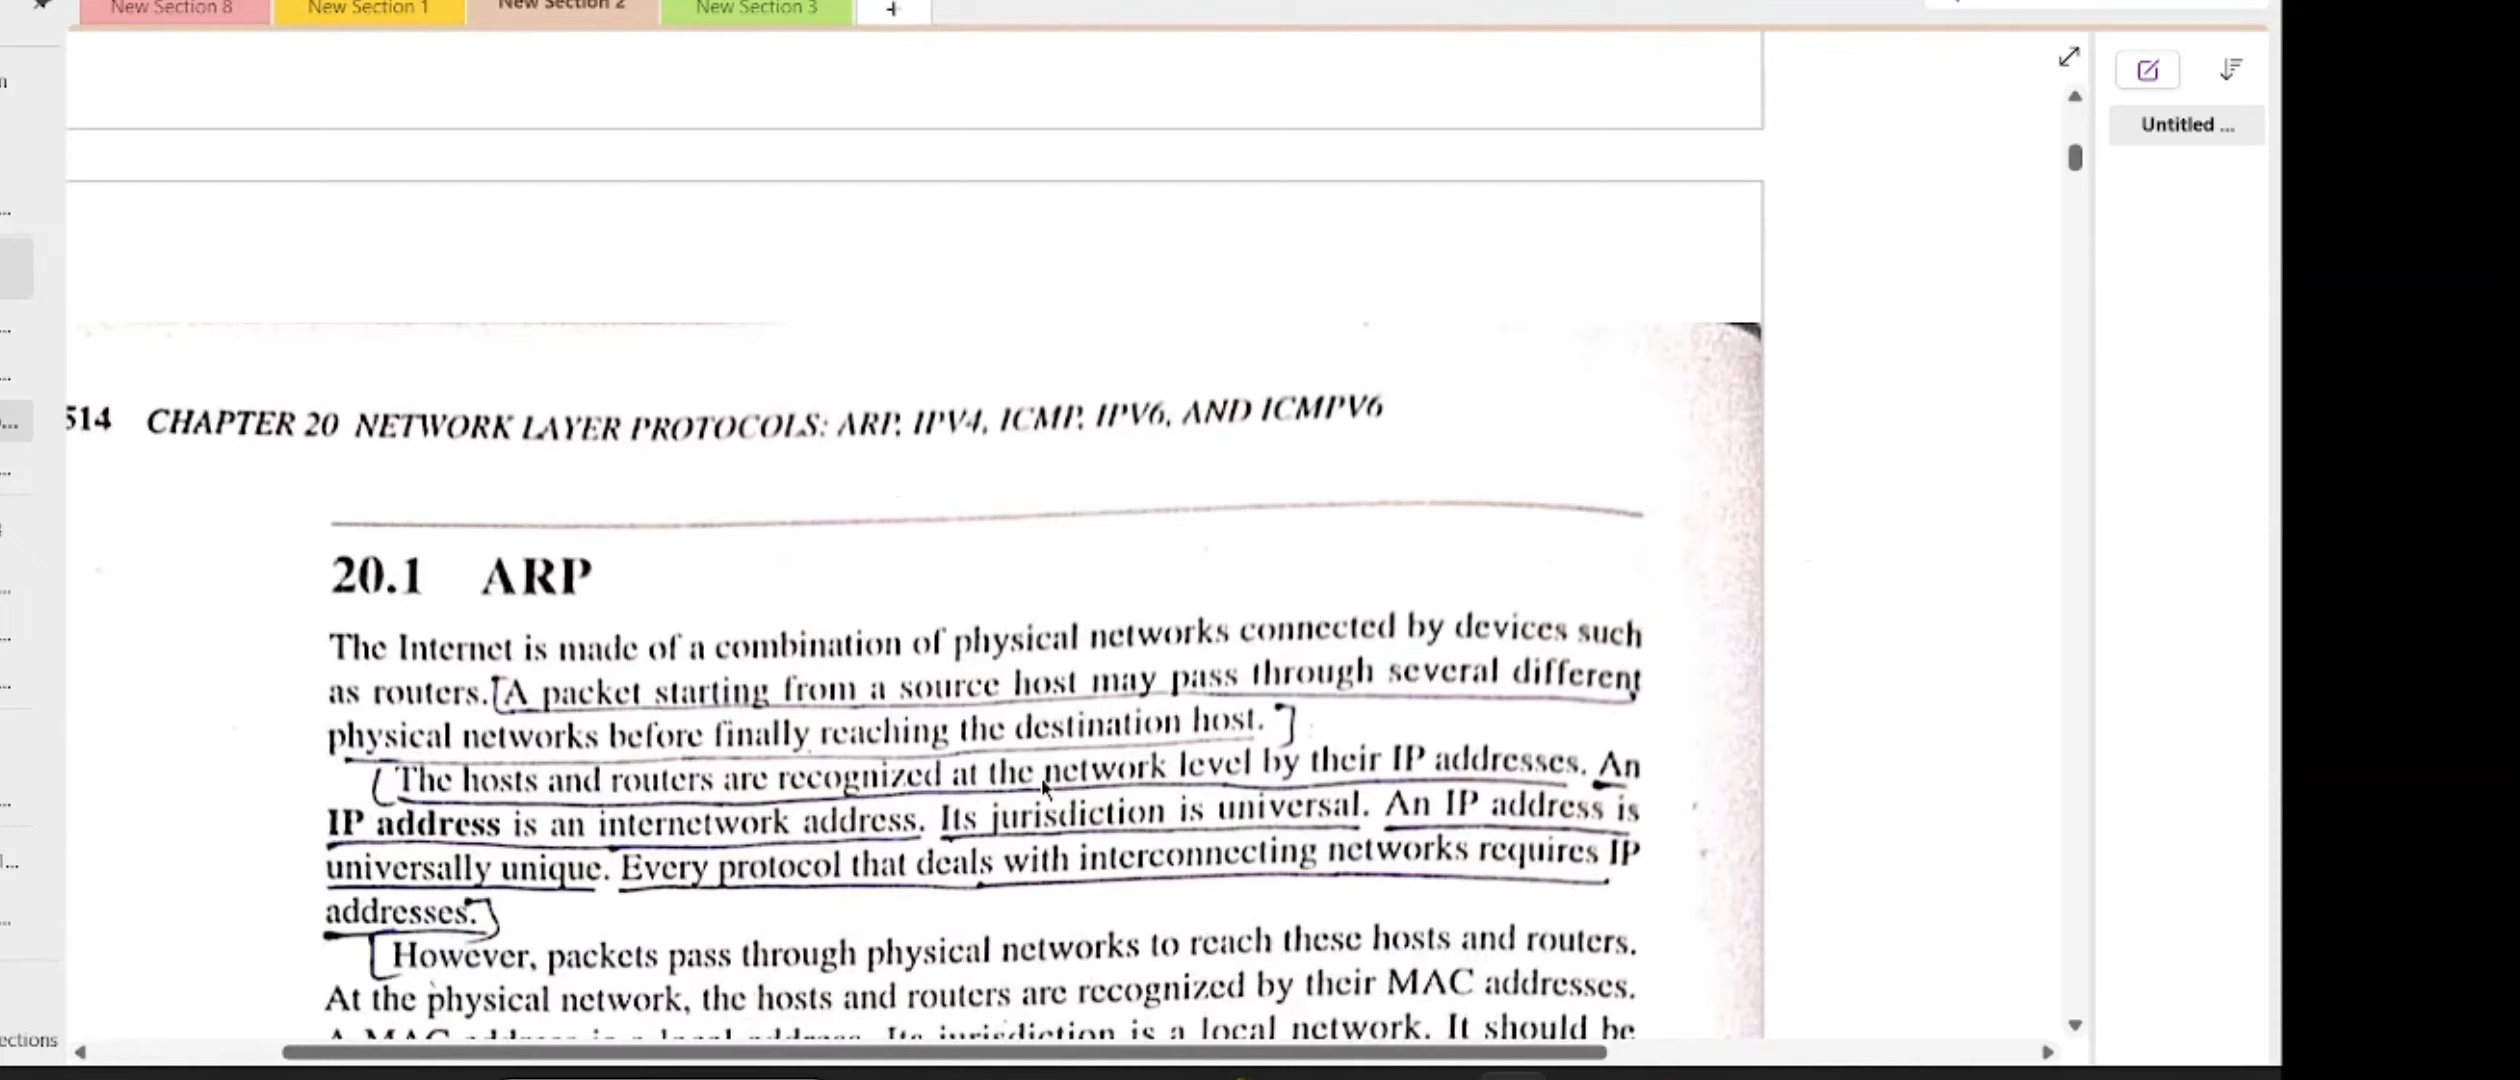 New Section 8
New Section 1
New Section 2
New Section 3
+
Untitled ...
514 CHAPTER 20 NETWORK LAYER PROTOCOLS: ARP, IPV4, ICMP, IPV6, AND ICMPV6
20.1 ARP
The Internet is made of a combination of physical networks connected by devices such
as routers. [A packet starting from a source host may pass through several different
physical networks before finally reaching the destination host. ]
(The hosts and routers are recognized at the network level by their IP addresses. An
IP address is an internetwork address. Its jurisdiction is universal. An IP address is
universally unique. Every protocol that deals with interconnecting networks requires IP
addresses.]
[However, packets pass through physical networks to reach these hosts and routers.
At the physical network, the hosts and routers are recognized by their MAC addresses.
A MAC address is a local address. Its jurisdiction is a local network. It should be
ections